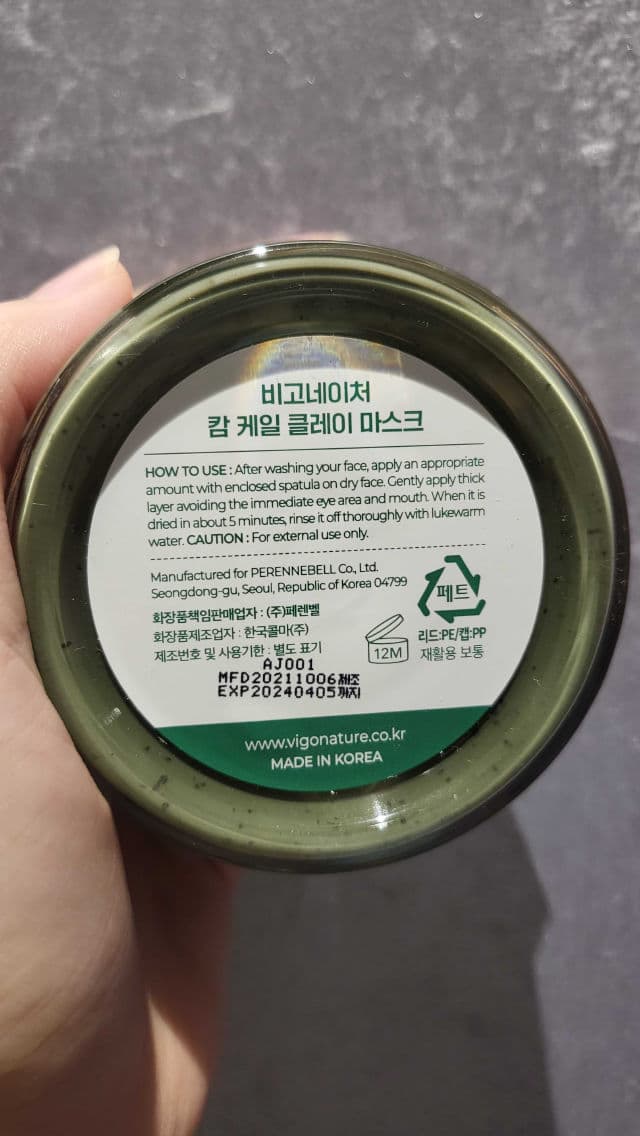 비고네이처
캄 케일 클레이 마스크
HOW TO USE : After washing your face, apply an appropriate
amount with enclosed spatula on dry face. Gently apply thick
layer avoiding the immediate eye area and mouth. When it is
dried in about 5 minutes, rinse it off thoroughly with lukewarm
water. CAUTION : For external use only.
Manufactured for PERENNEBELL Co., Ltd.
Seongdong-gu, Seoul, Republic of Korea 04799
화장품책임판매업자 : (주)페렌벨
화장품제조업자 : 한국콜마(주)
제조번호 및 사용기한 : 별도 표기
AJ001
MFD20211006제조
EXP20240405까지
12M
페트
리드:PE/캡:PP
재활용 보통
www.vigonature.co.kr
MADE IN KOREA